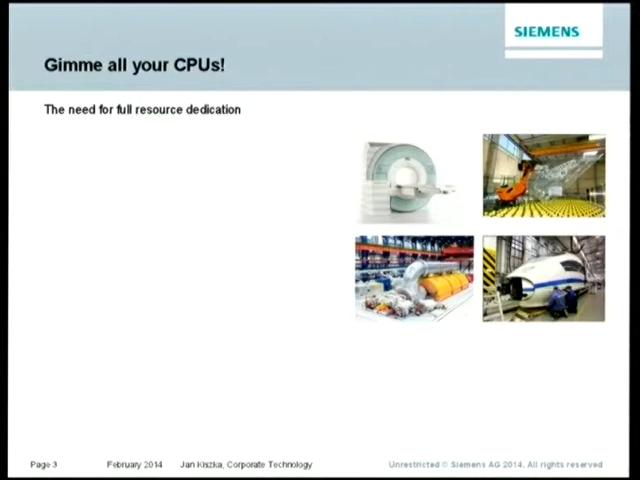 SIEMENS
Gimme all your CPUs!
The need for full resource dedication
Page 3 February 2014 Jan Kiszka, Corporate Technology Unrestricted © Siemens AG 2014. All rights reserved